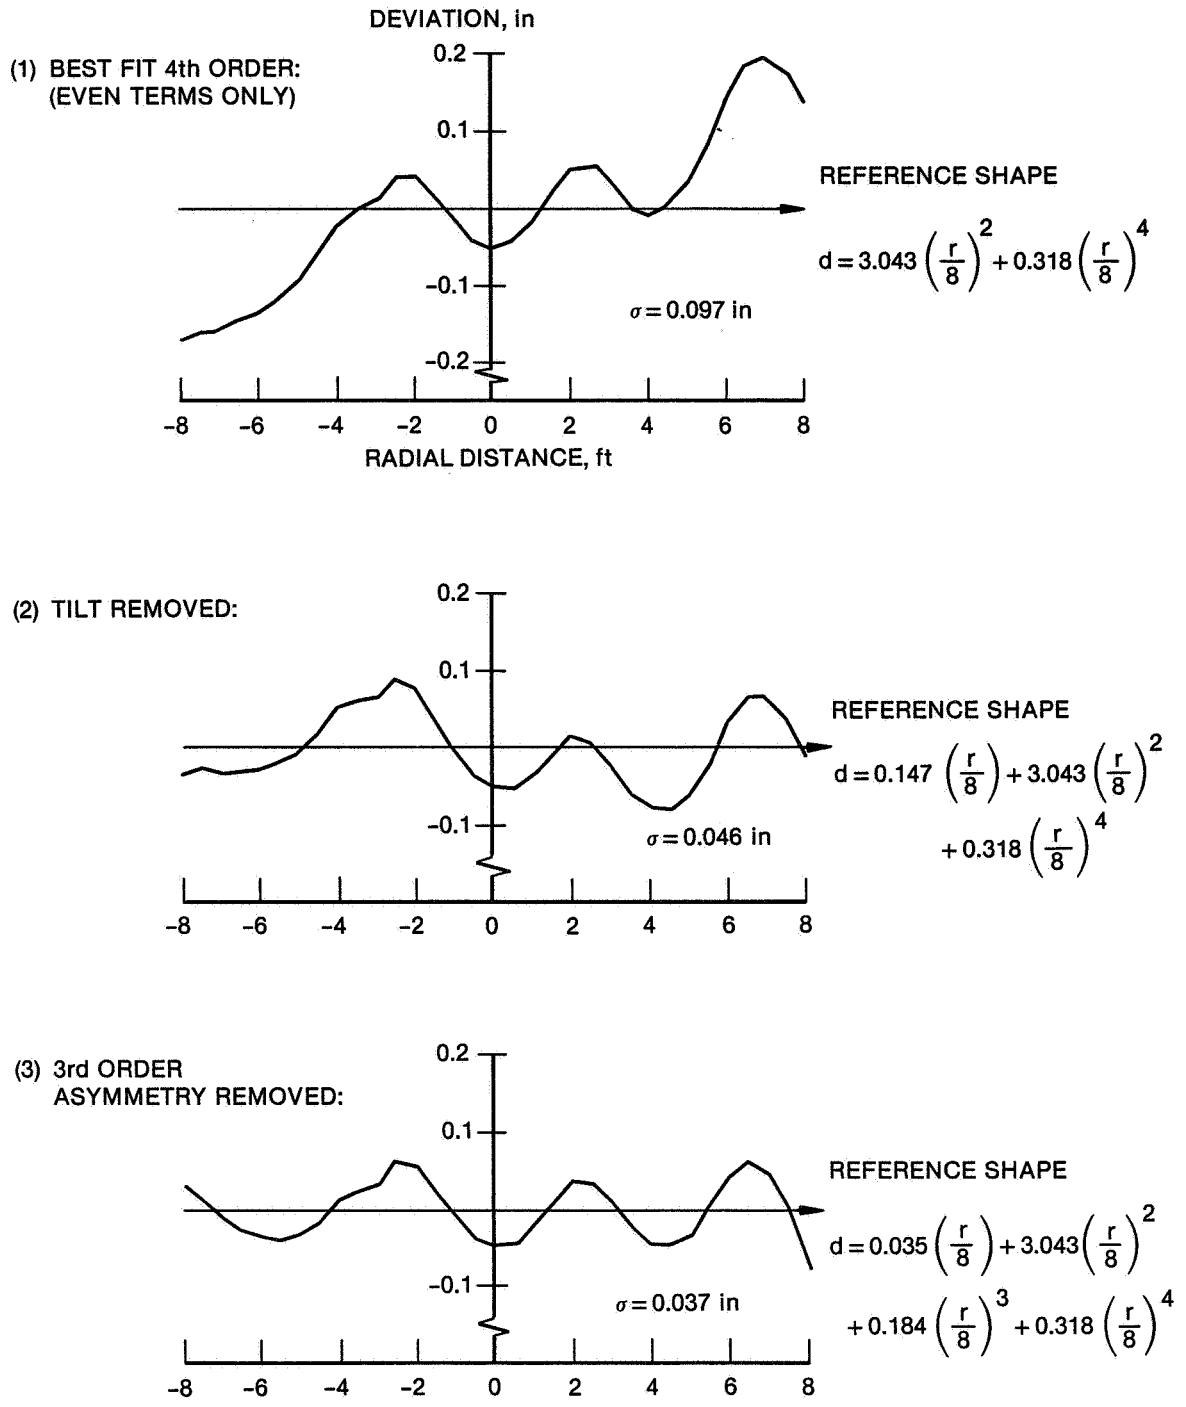 DEVIATION, in
(1) BEST FIT 4th ORDER:
(EVEN TERMS ONLY)
0.2
0.1
-0.1
-0.2
σ = 0.097 in
REFERENCE SHAPE
d = 3.043 (r/8)^2 + 0.318 (r/8)^4
-8 -6 -4 -2 0 2 4 6 8
RADIAL DISTANCE, ft
(2) TILT REMOVED:
0.2
0.1
-0.1
σ = 0.046 in
REFERENCE SHAPE
d = 0.147 (r/8) + 3.043 (r/8)^2
+ 0.318 (r/8)^4
-8 -6 -4 -2 0 2 4 6 8
(3) 3rd ORDER
ASYMMETRY REMOVED:
0.2
0.1
-0.1
σ = 0.037 in
REFERENCE SHAPE
d = 0.035 (r/8) + 3.043 (r/8)^2
+ 0.184 (r/8)^3 + 0.318 (r/8)^4
-8 -6 -4 -2 0 2 4 6 8